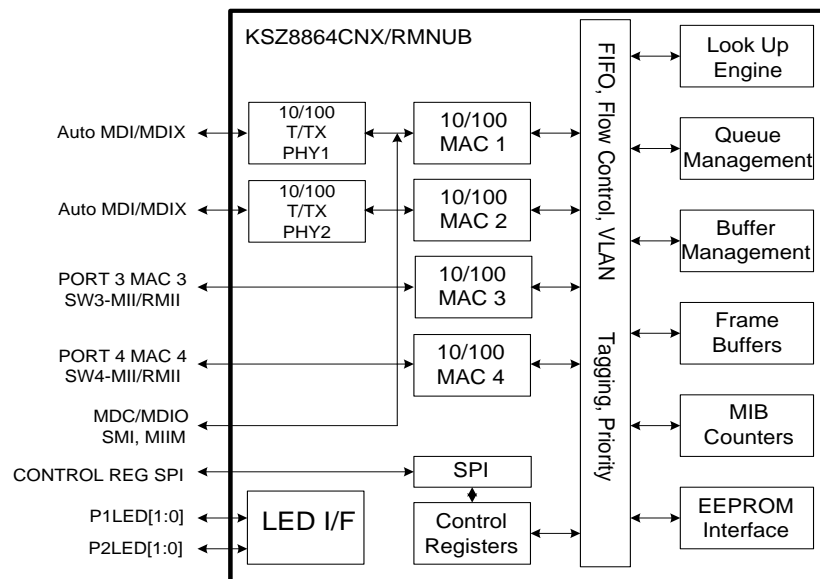 KSZ8864CNX/RMNUB
Auto MDI/MDIX
10/100
T/TX
PHY1
10/100
MAC 1
Auto MDI/MDIX
10/100
T/TX
PHY2
10/100
MAC 2
PORT 3 MAC 3
SW3-MII/RMII
10/100
MAC 3
PORT 4 MAC 4
SW4-MII/RMII
10/100
MAC 4
MDC/MDIO
SMI, MIIM
CONTROL REG SPI
SPI
P1LED[1:0]
P2LED[1:0]
LED I/F
Control
Registers
FIFO, Flow Control, VLAN
Tagging, Priority
Look Up
Engine
Queue
Management
Buffer
Management
Frame
Buffers
MIB
Counters
EEPROM
Interface